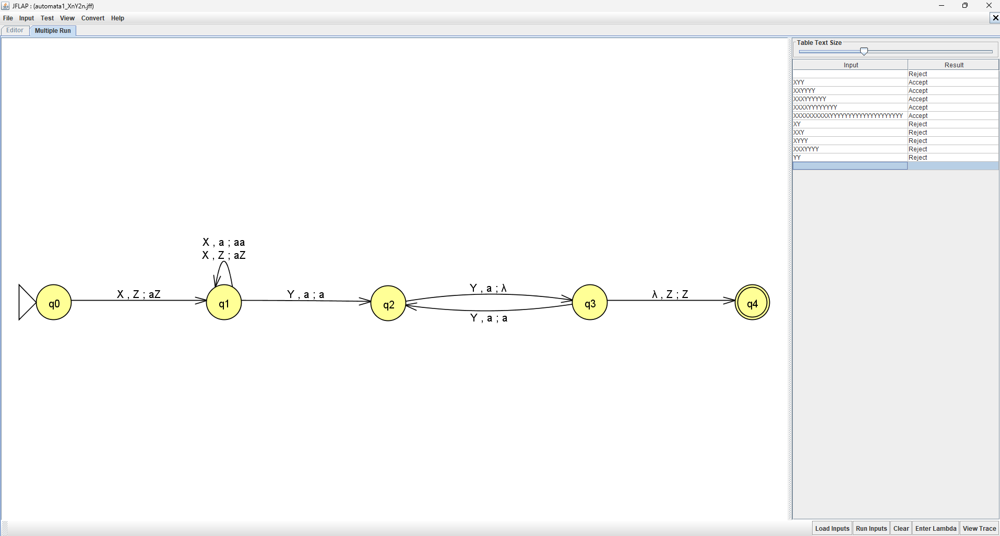 JFLAP : (automata1_XnY2n.jff)
File Input Test View Convert Help
Editor Multiple Run
Table Text Size
Input Result
Reject
XYY Accept
XXYYYY Accept
XXXYYYYYY Accept
XXXXYYYYYYYY Accept
XXXXXXXXXXYYYYYYYYYYYYYYYYYYYY Accept
XY Reject
XXY Reject
XYYY Reject
XXXYYYY Reject
YY Reject
X , a ; aa
X , Z ; aZ
X , Z ; aZ
Y , a ; a
Y , a ; λ
λ , Z ; Z
q0
q1
q2
q3
q4
Y , a ; a
Load Inputs Run Inputs Clear Enter Lambda View Trace